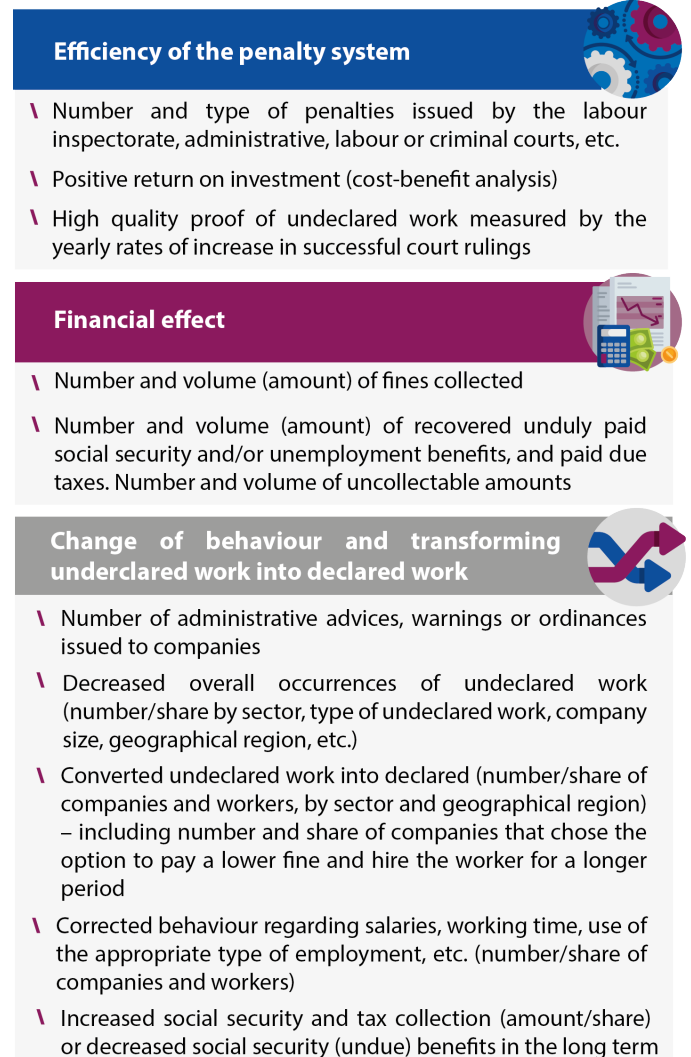 Efficiency of the penalty system
\ Number and type of penalties issued by the labour
inspectorate, administrative, labour or criminal courts, etc.
\ Positive return on investment (cost-benefit analysis)
\ High quality proof of undeclared work measured by the
yearly rates of increase in successful court rulings
Financial effect
\ Number and volume (amount) of fines collected
\ Number and volume (amount) of recovered unduly paid
social security and/or unemployment benefits, and paid due
taxes. Number and volume of uncollectable amounts
Change of behaviour and transforming
underclared work into declared work
\ Number of administrative advices, warnings or ordinances
issued to companies
\ Decreased overall occurrences of undeclared work
(number/share by sector, type of undeclared work, company
size, geographical region, etc.)
\ Converted undeclared work into declared (number/share of
companies and workers, by sector and geographical region)
– including number and share of companies that chose the
option to pay a lower fine and hire the worker for a longer
period
\ Corrected behaviour regarding salaries, working time, use of
the appropriate type of employment, etc. (number/share of
companies and workers)
\ Increased social security and tax collection (amount/share)
or decreased social security (undue) benefits in the long term